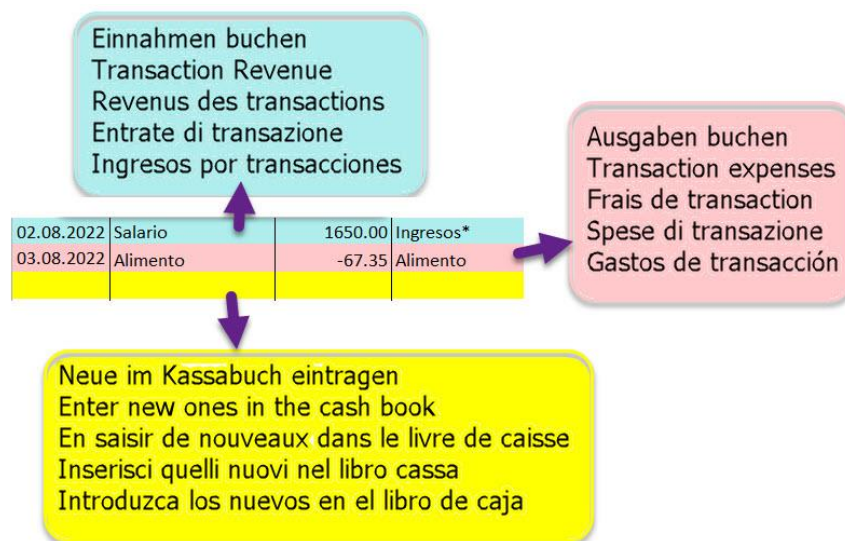 Einnahmen buchen
Transaction Revenue
Revenus des transactions
Entrate di transazione
Ingresos por transacciones
Ausgaben buchen
Transaction expenses
Frais de transaction
Spese di transazione
Gastos de transacción
02.08.2022 Salario 1650.00 Ingresos*
03.08.2022 Alimento -67.35 Alimento
Neue im Kassabuch eintragen
Enter new ones in the cash book
En saisir de nouveaux dans le livre de caisse
Inserisci quelli nuovi nel libro cassa
Introduzca los nuevos en el libro de caja